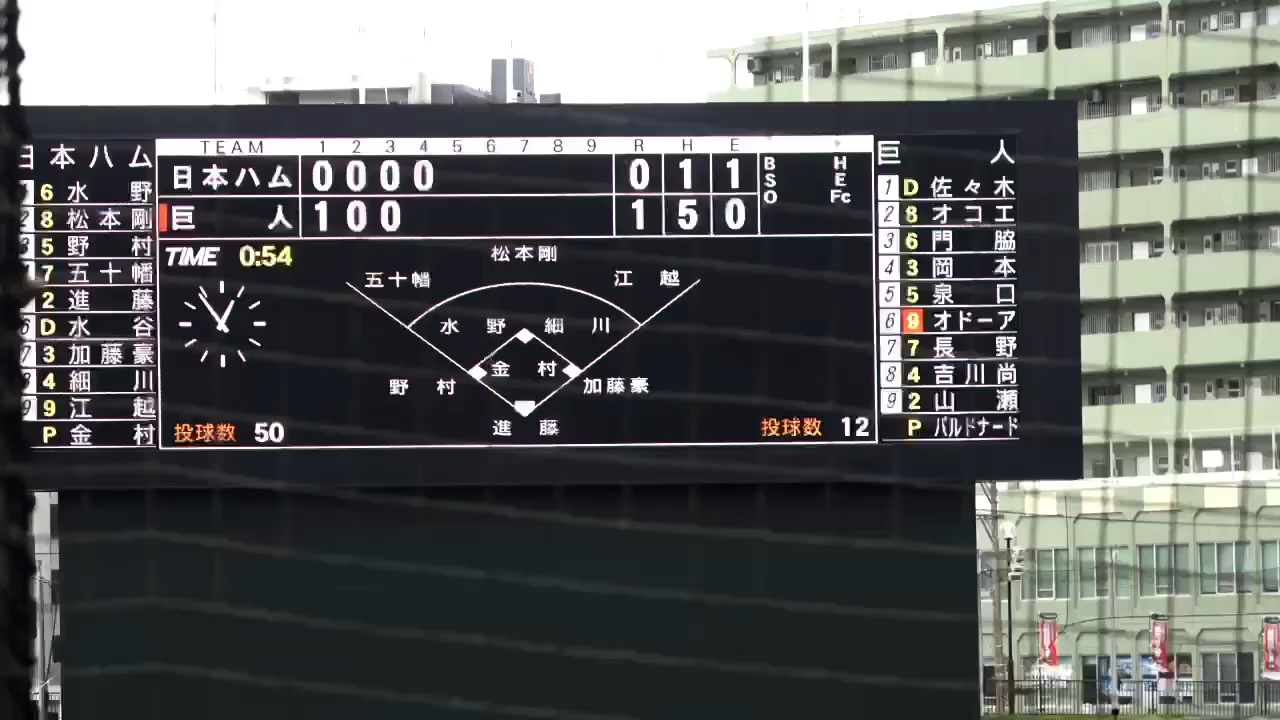 日本ハム
6 水野
8 松本剛
3 5 野村
7 五十幡
2 進藤
D 水谷
3 加藤豪
4 細川
9 9 江越
P 金村
TEAM 1 2 3 4 5 6 7 8 9 R H E
日本ハム 0 0 0 0 0 1 1
巨人 1 0 0 1 5 0
B
S
O
H
E
Fc
TIME 0:54
松本剛
五十幡 江越
水野 細川
金村
野村 加藤豪
進藤
投球数 50
投球数 12
巨人
1 D 佐々木
2 8 オコエ
3 6 門脇
4 3 岡本
5 5 泉口
6 9 オドーア
7 7 長野
8 4 吉川尚
9 2 山瀬
P バルドナード